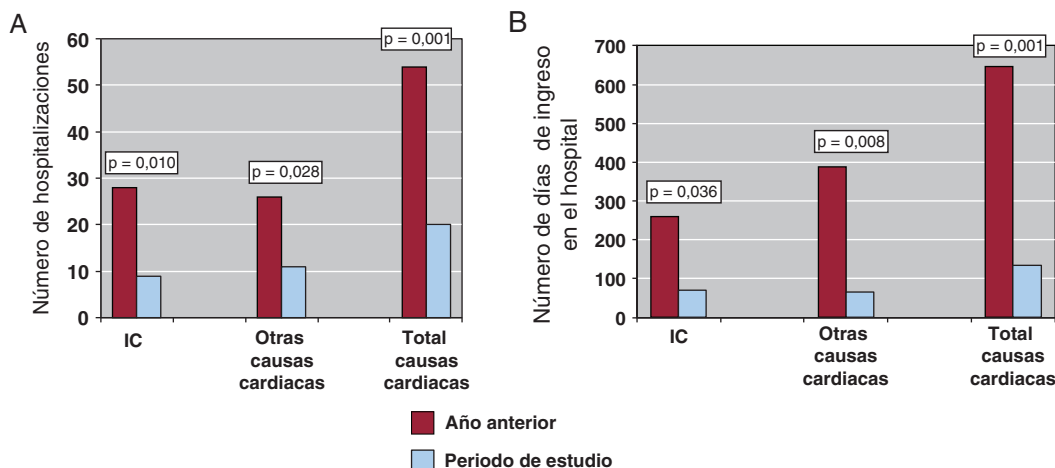 A
Número de hospitalizaciones
60
50
40
30
20
10
0
p = 0,010
p = 0,028
p = 0,001
IC
Otras
causas
cardiacas
Total
causas
cardiacas
B
Número de días de ingreso
en el hospital
700
600
500
400
300
200
100
0
p = 0,036
p = 0,008
p = 0,001
IC
Otras
causas
cardiacas
Total
causas
cardiacas
Año anterior
Periodo de estudio